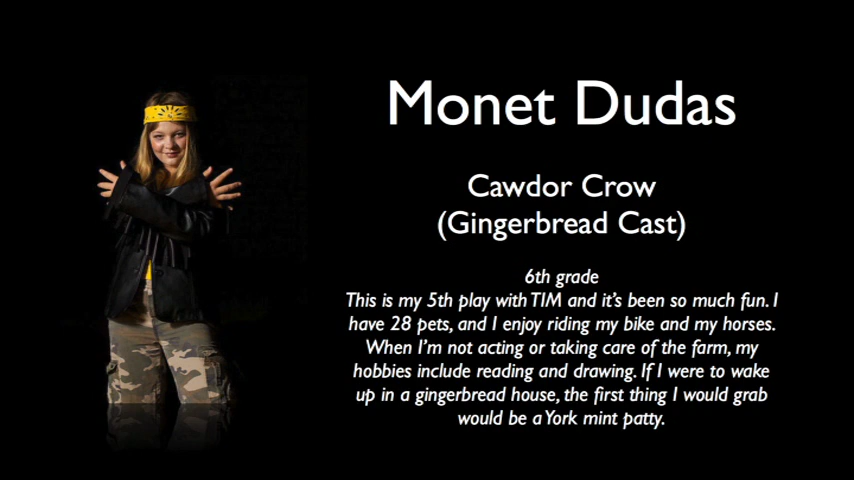 Monet Dudas
Cawdor Crow
(Gingerbread Cast)
6th grade
This is my 5th play with TIM and it's been so much fun. I
have 28 pets, and I enjoy riding my bike and my horses.
When I'm not acting or taking care of the farm, my
hobbies include reading and drawing. If I were to wake
up in a gingerbread house, the first thing I would grab
would be a York mint patty.